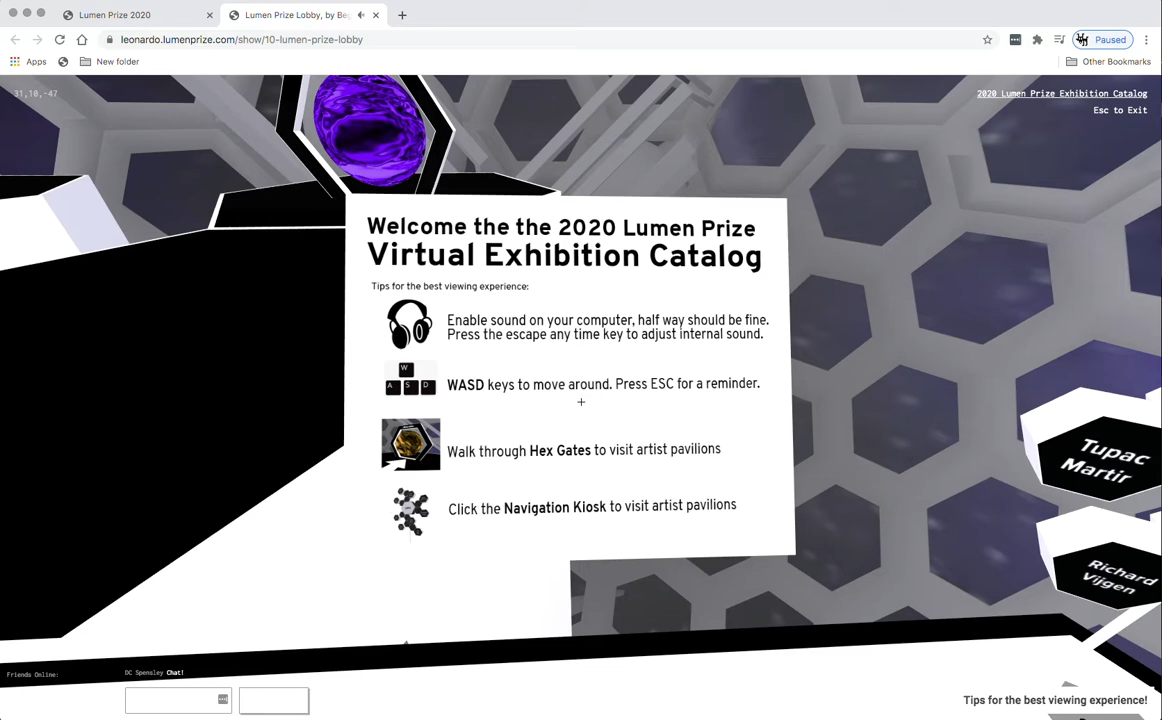 Lumen Prize 2020
Lumen Prize Lobby, by Be
leonardo.lumenprize.com/show/10-lumen-prize-lobby
Paused
Apps
New folder
Other Bookmarks
31,10,-47
2020 Lumen Prize Exhibition Catalog
Esc to Exit
Welcome the the 2020 Lumen Prize
Virtual Exhibition Catalog
Tips for the best viewing experience:
Enable sound on your computer, half way should be fine.
Press the escape any time key to adjust internal sound.
W
A S D
WASD keys to move around. Press ESC for a reminder.
Walk through Hex Gates to visit artist pavilions
Click the Navigation Kiosk to visit artist pavilions
Tupac
Martir
Richard
Vijgen
Friends Online:
DC Spensley Chat!
Tips for the best viewing experience!